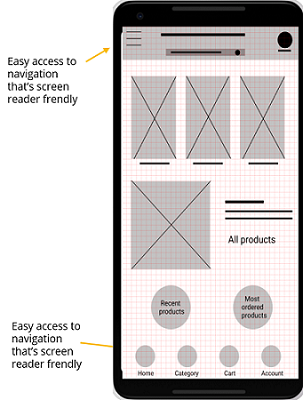 Easy access to
navigation
that's screen
reader frendly
All products
Recent
products
Most
ordered
products
Easy access to
navigation
that's screen
reader frendly
Home Category Cart Account